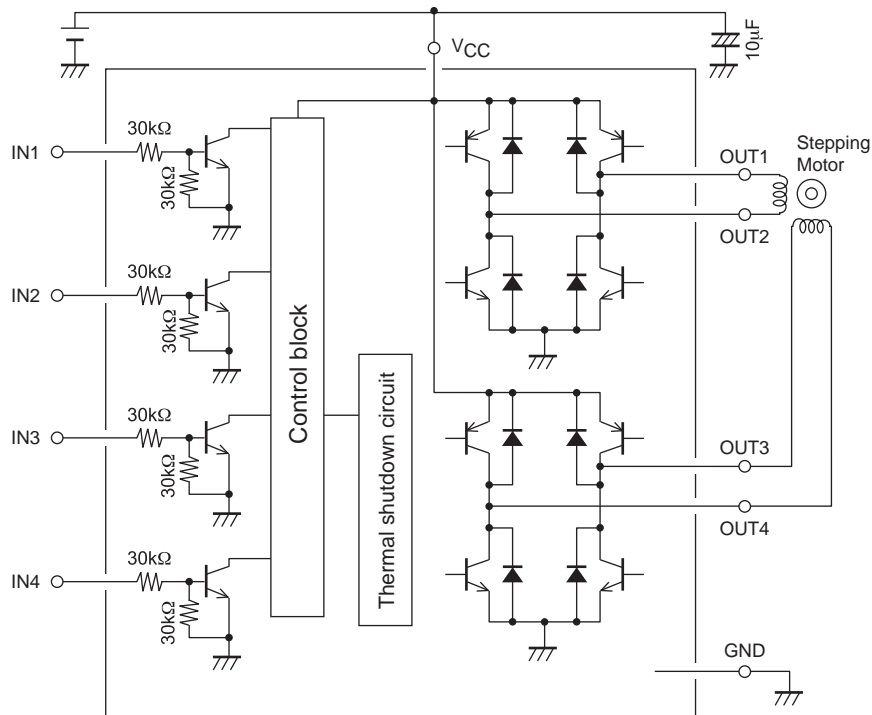 VCC
10μF
30kΩ
IN1
30kΩ
OUT1
Stepping
Motor
OUT2
30kΩ
IN2
30kΩ
Control block
Thermal shutdown circuit
30kΩ
IN3
30kΩ
OUT3
OUT4
30kΩ
IN4
30kΩ
GND